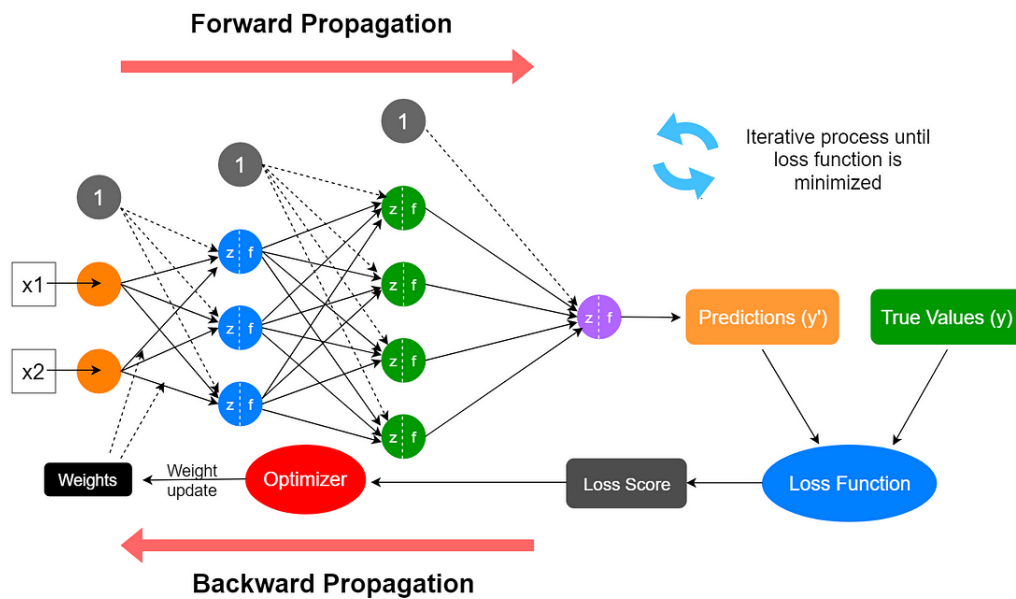 Forward Propagation
1
1
1
Iterative process until
loss function is
minimized
x1
x2
z f
z f
z f
z f
z f
z f
z f
z f
Predictions (y')
True Values (y)
Weights
Weight
update
Optimizer
Loss Score
Loss Function
Backward Propagation